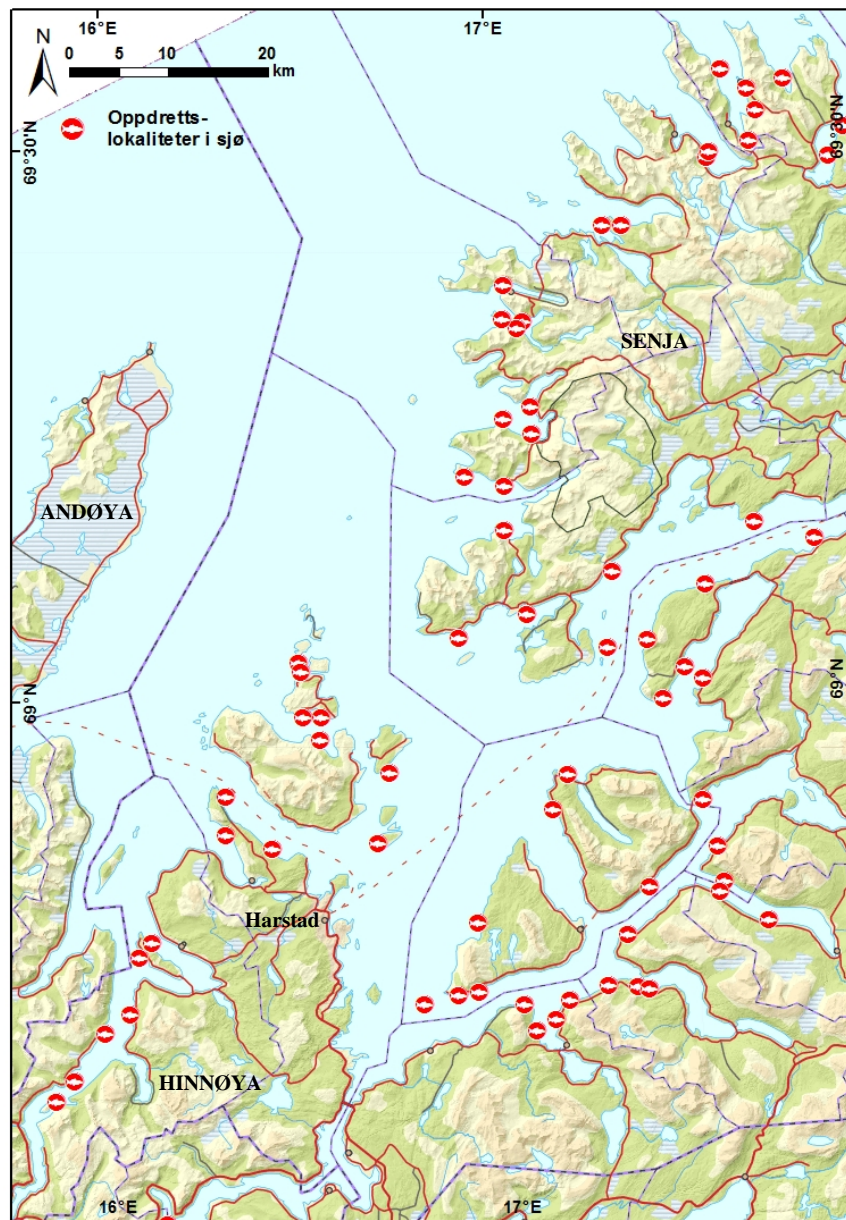 16°E
17°E
N
0 5 10 20
km
Oppdretts-
lokaliteter i sjø
69°30'N
69°30'N
SENJA
ANDØYA
69°N
69°N
Harstad
HINNØYA
16°E
17°E